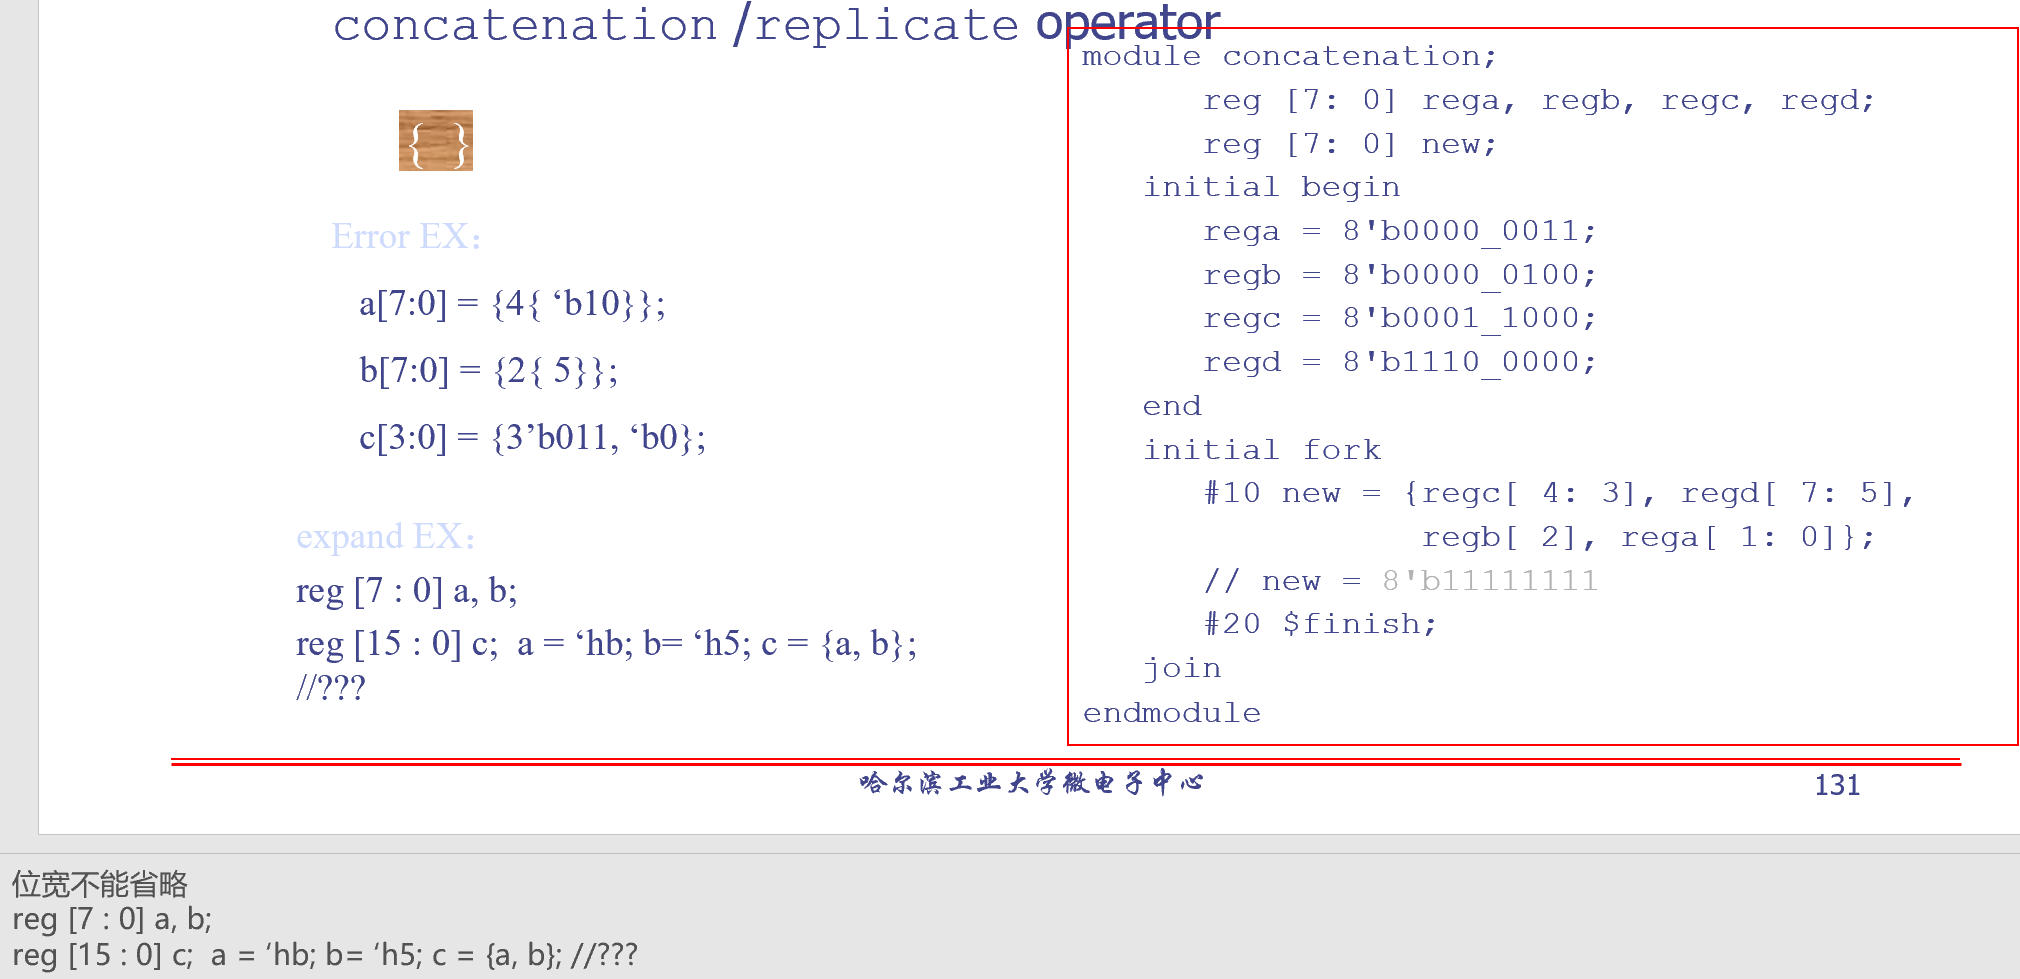 concatenation /replicate operator
{ }
Error EX：
a[7:0] = {4{ ‘b10}};
b[7:0] = {2{ 5}};
c[3:0] = {3’b011, ‘b0};
expand EX：
reg [7 : 0] a, b;
reg [15 : 0] c;  a = ‘hb; b= ‘h5; c = {a, b};
//???
module concatenation;
reg [7: 0] rega, regb, regc, regd;
reg [7: 0] new;
initial begin
rega = 8'b0000_0011;
regb = 8'b0000_0100;
regc = 8'b0001_1000;
regd = 8'b1110_0000;
end
initial fork
#10 new = {regc[ 4: 3], regd[ 7: 5],
regb[ 2], rega[ 1: 0]};
// new = 8'b11111111
#20 $finish;
join
endmodule
哈尔滨工业大学微电子中心
131
位宽不能省略
reg [7 : 0] a, b;
reg [15 : 0] c;  a = ‘hb; b= ‘h5; c = {a, b}; //???